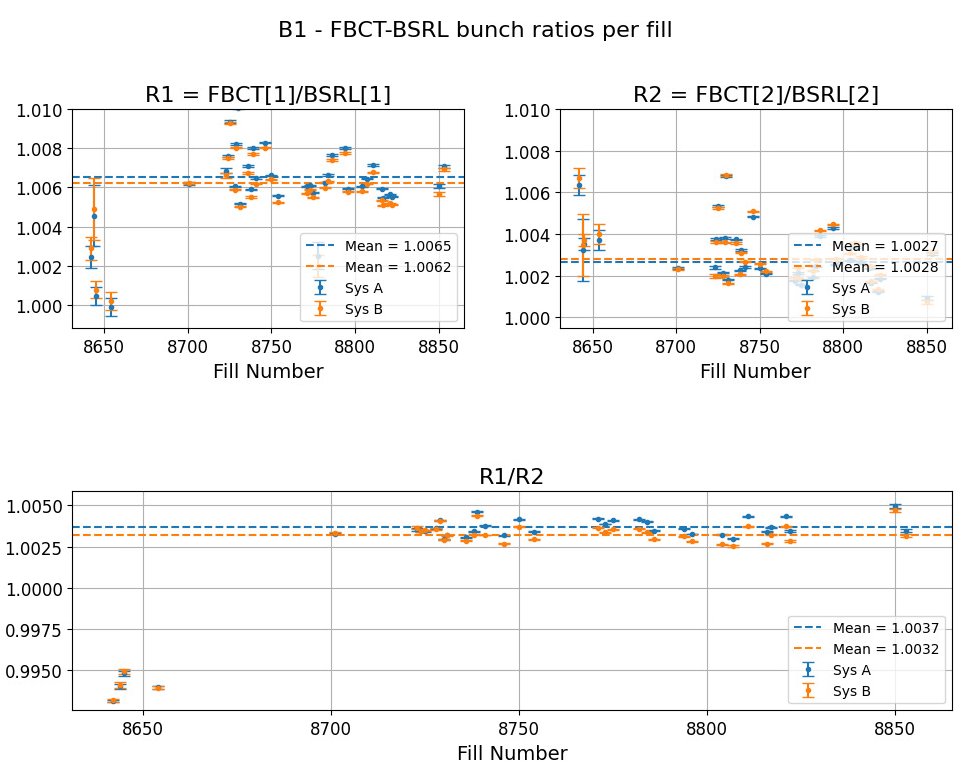 B1 - FBCT-BSRL bunch ratios per fill
R1 = FBCT[1]/BSRL[1]
1.010
1.008
1.006
1.004
1.002
1.000
8650 8700 8750 8800 8850
Fill Number
Mean = 1.0065
Mean = 1.0062
Sys A
Sys B
R2 = FBCT[2]/BSRL[2]
1.010
1.008
1.006
1.004
1.002
1.000
8650 8700 8750 8800 8850
Fill Number
Mean = 1.0027
Mean = 1.0028
Sys A
Sys B
R1/R2
1.0050
1.0025
1.0000
0.9975
0.9950
8650 8700 8750 8800 8850
Fill Number
Mean = 1.0037
Mean = 1.0032
Sys A
Sys B